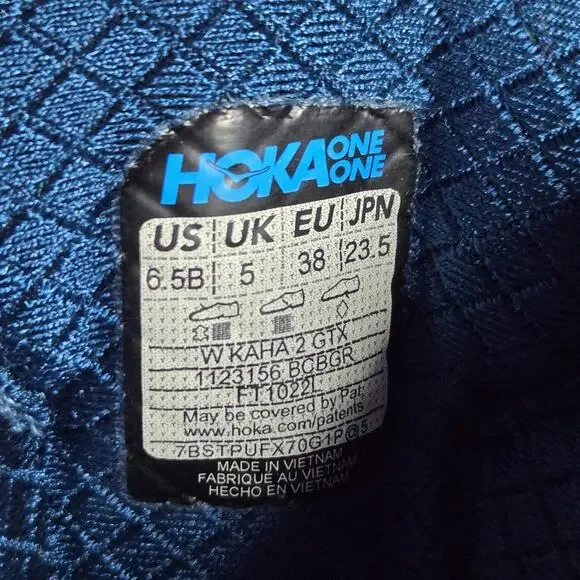 HOKA ONE ONE
US UK EU JPN
6.5B 5 38 23.5
W KAHA 2 GTX
1123156 BCBGR
FT1022I
May be covered by Pat:
www.hoka.com/patents
7BSTPUFX70G1P@5
MADE IN VIETNAM
FABRIQUÉ AU VIETNAM
HECHO EN VIETNAM